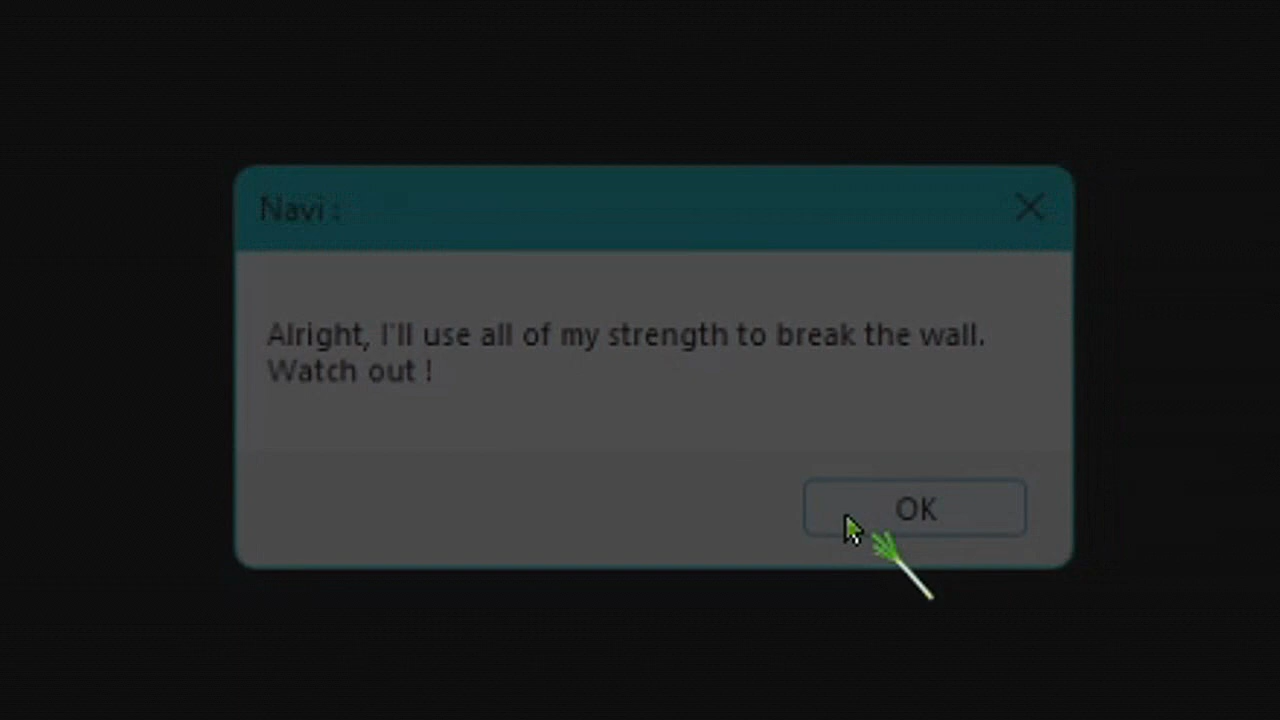 Navi :
Alright, I'll use all of my strength to break the wall.
Watch out !
OK